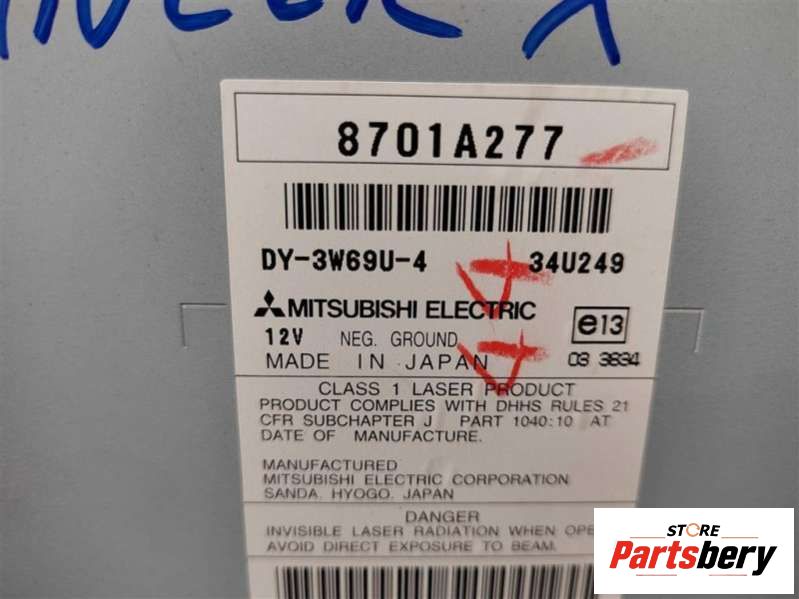 8701A277
DY-3W69U-4 34U249
MITSUBISHI ELECTRIC
12V NEG. GROUND
e13
MADE IN JAPAN 03 3834
CLASS 1 LASER PRODUCT
PRODUCT COMPLIES WITH DHHS RULES 21
CFR SUBCHAPTER J PART 1040:10 AT
DATE OF MANUFACTURE.
MANUFACTURED
MITSUBISHI ELECTRIC CORPORATION
SANDA. HYOGO. JAPAN
DANGER
INVISIBLE LASER RADIATION WHEN OPE
AVOID DIRECT EXPOSURE TO BEAM.
STORE
Partsbery